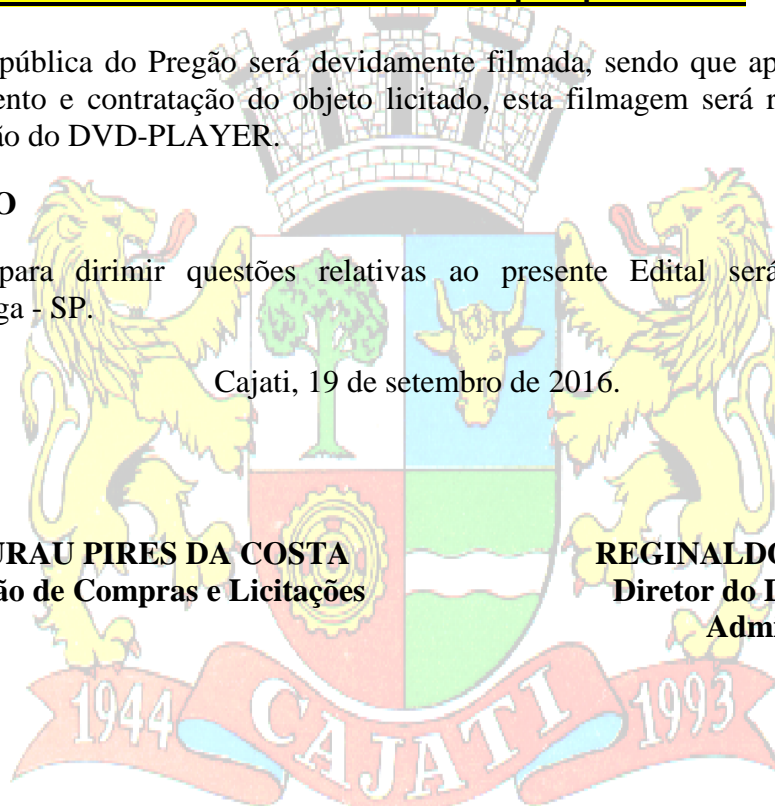 pública do Pregão será devidamente filmada, sendo que ap
ento e contratação do objeto licitado, esta filmagem será
ão do DVD-PLAYER.
O
para dirimir questões relativas ao presente Edital será
ga - SP.
Cajati, 19 de setembro de 2016.
URAU PIRES DA COSTA
REGINALDO
ão de Compras e Licitações
Diretor do
Admi
1944 CAJATI 1993